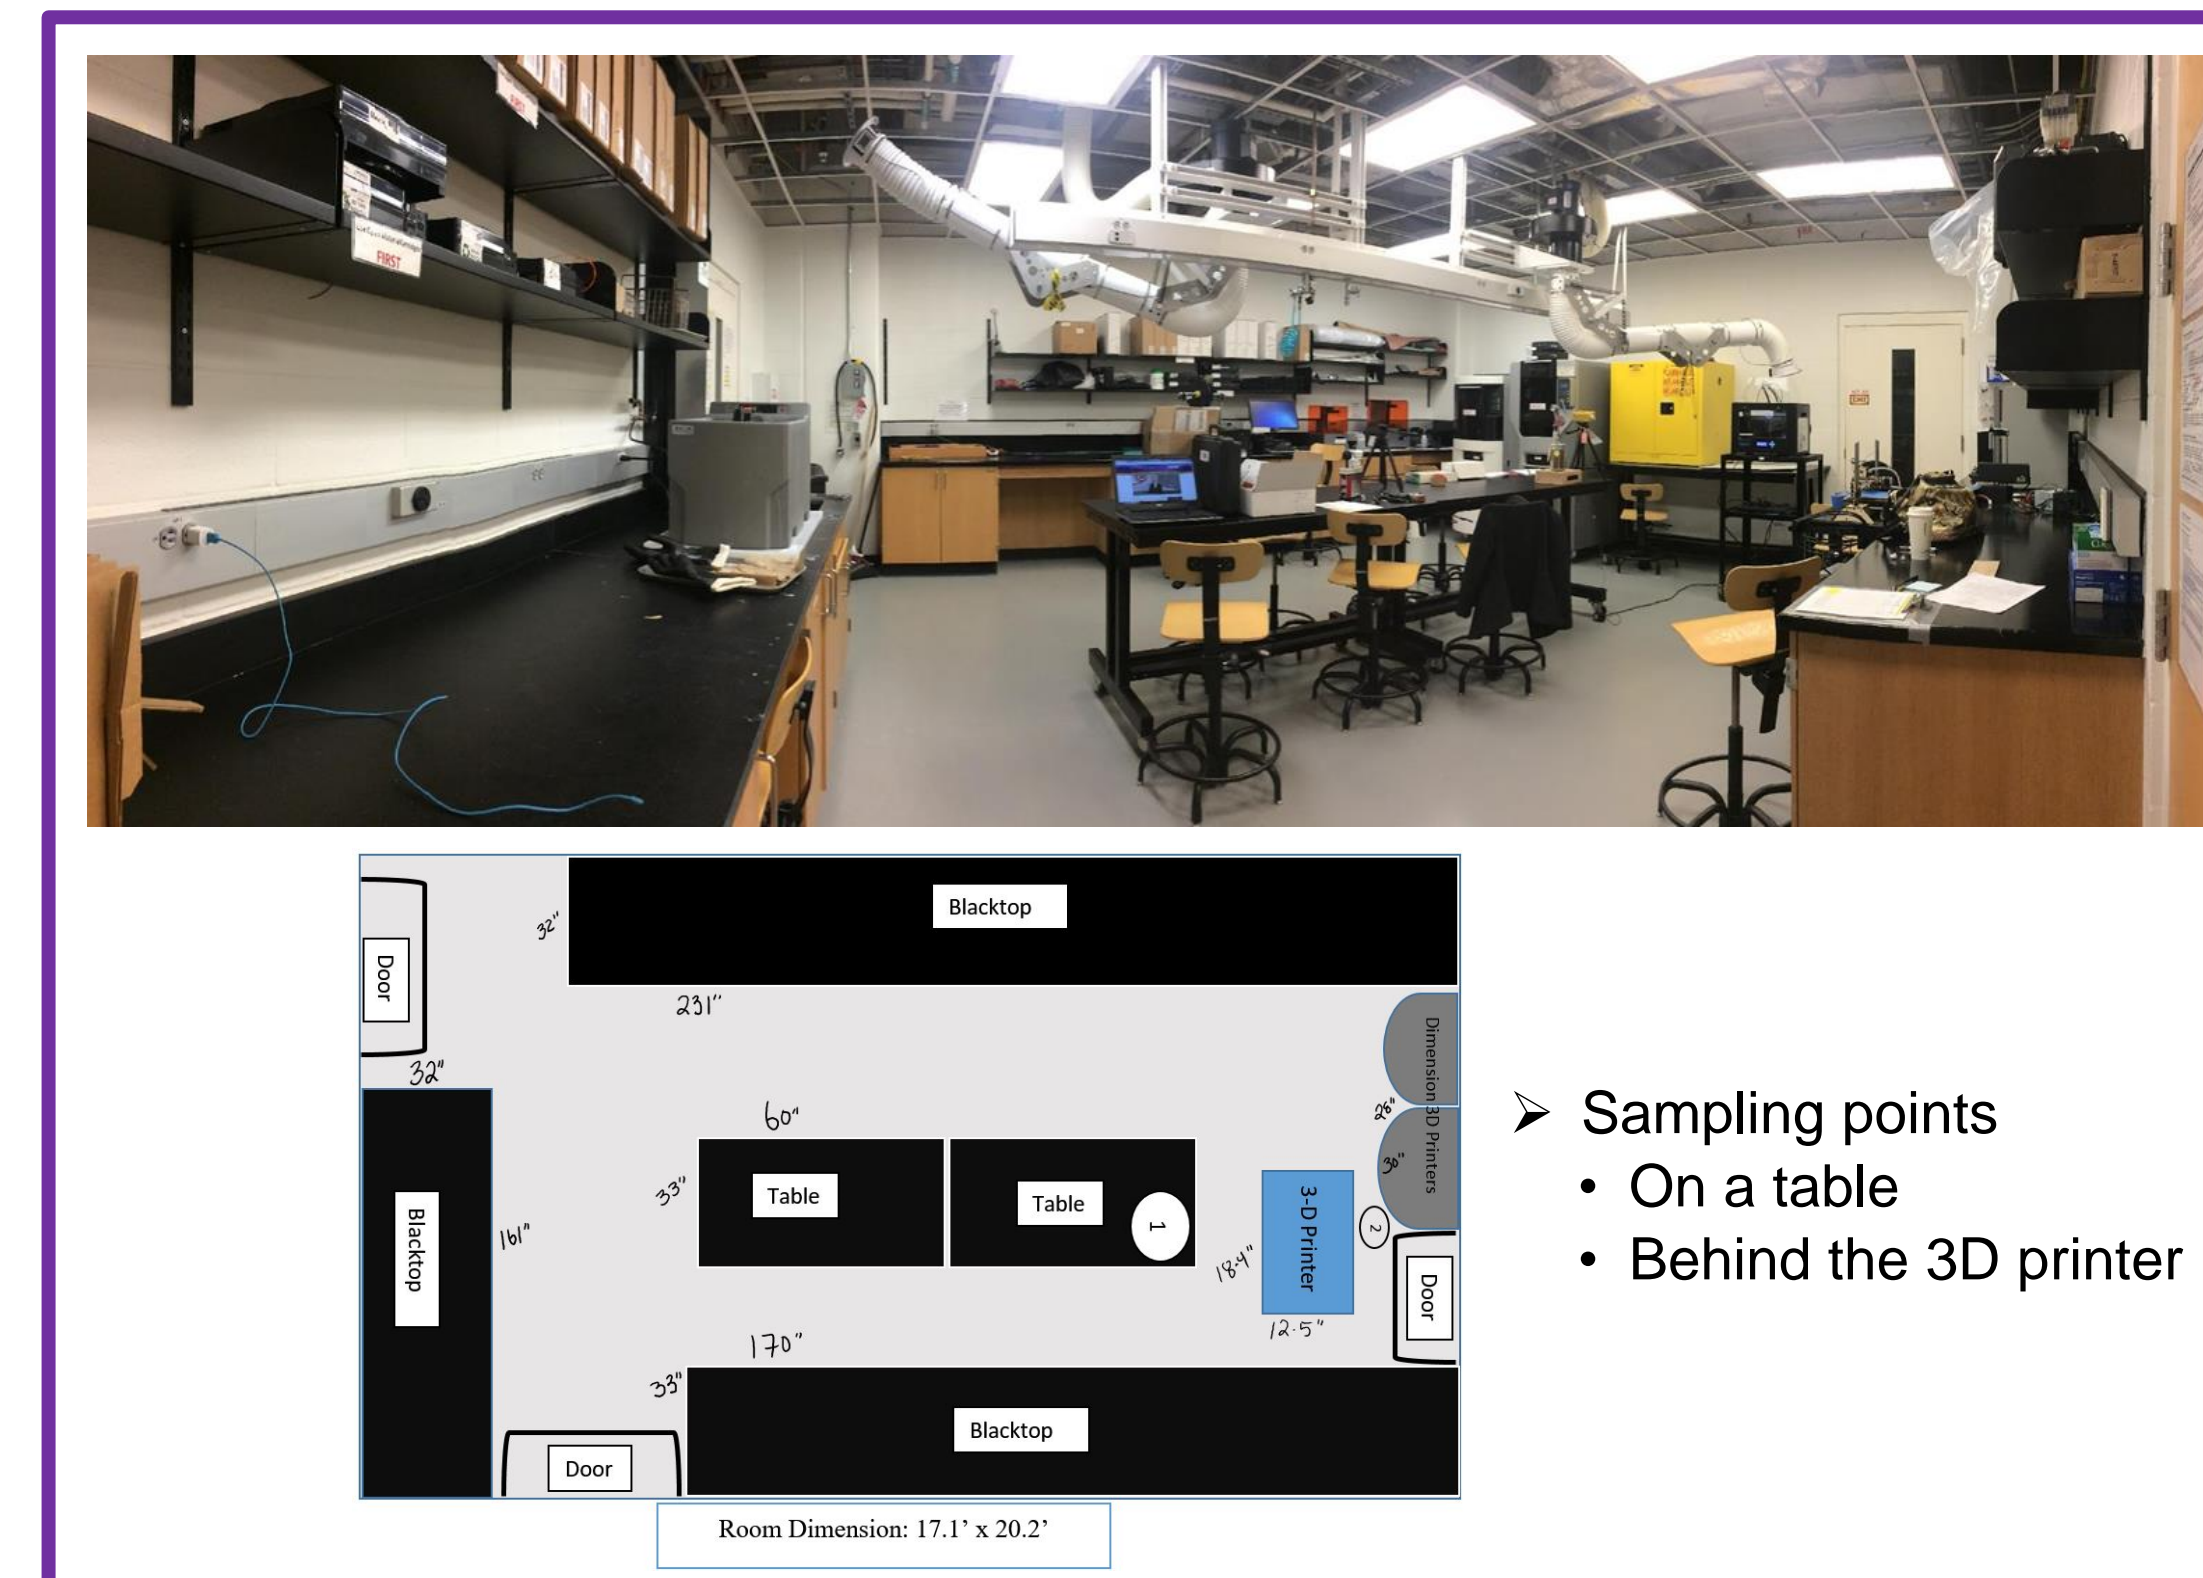 FIRST
FIRST
Blacktop
32"
Door
231"
32"
Dimension 3D Printers
28"
60"
33"
Table
Table
1
30"
3-D Printer
2
Blacktop
161"
18.4"
Door
12.5"
170"
33"
Blacktop
Door
Room Dimension: 17.1’ x 20.2’
➢ Sampling points
• On a table
• Behind the 3D printer